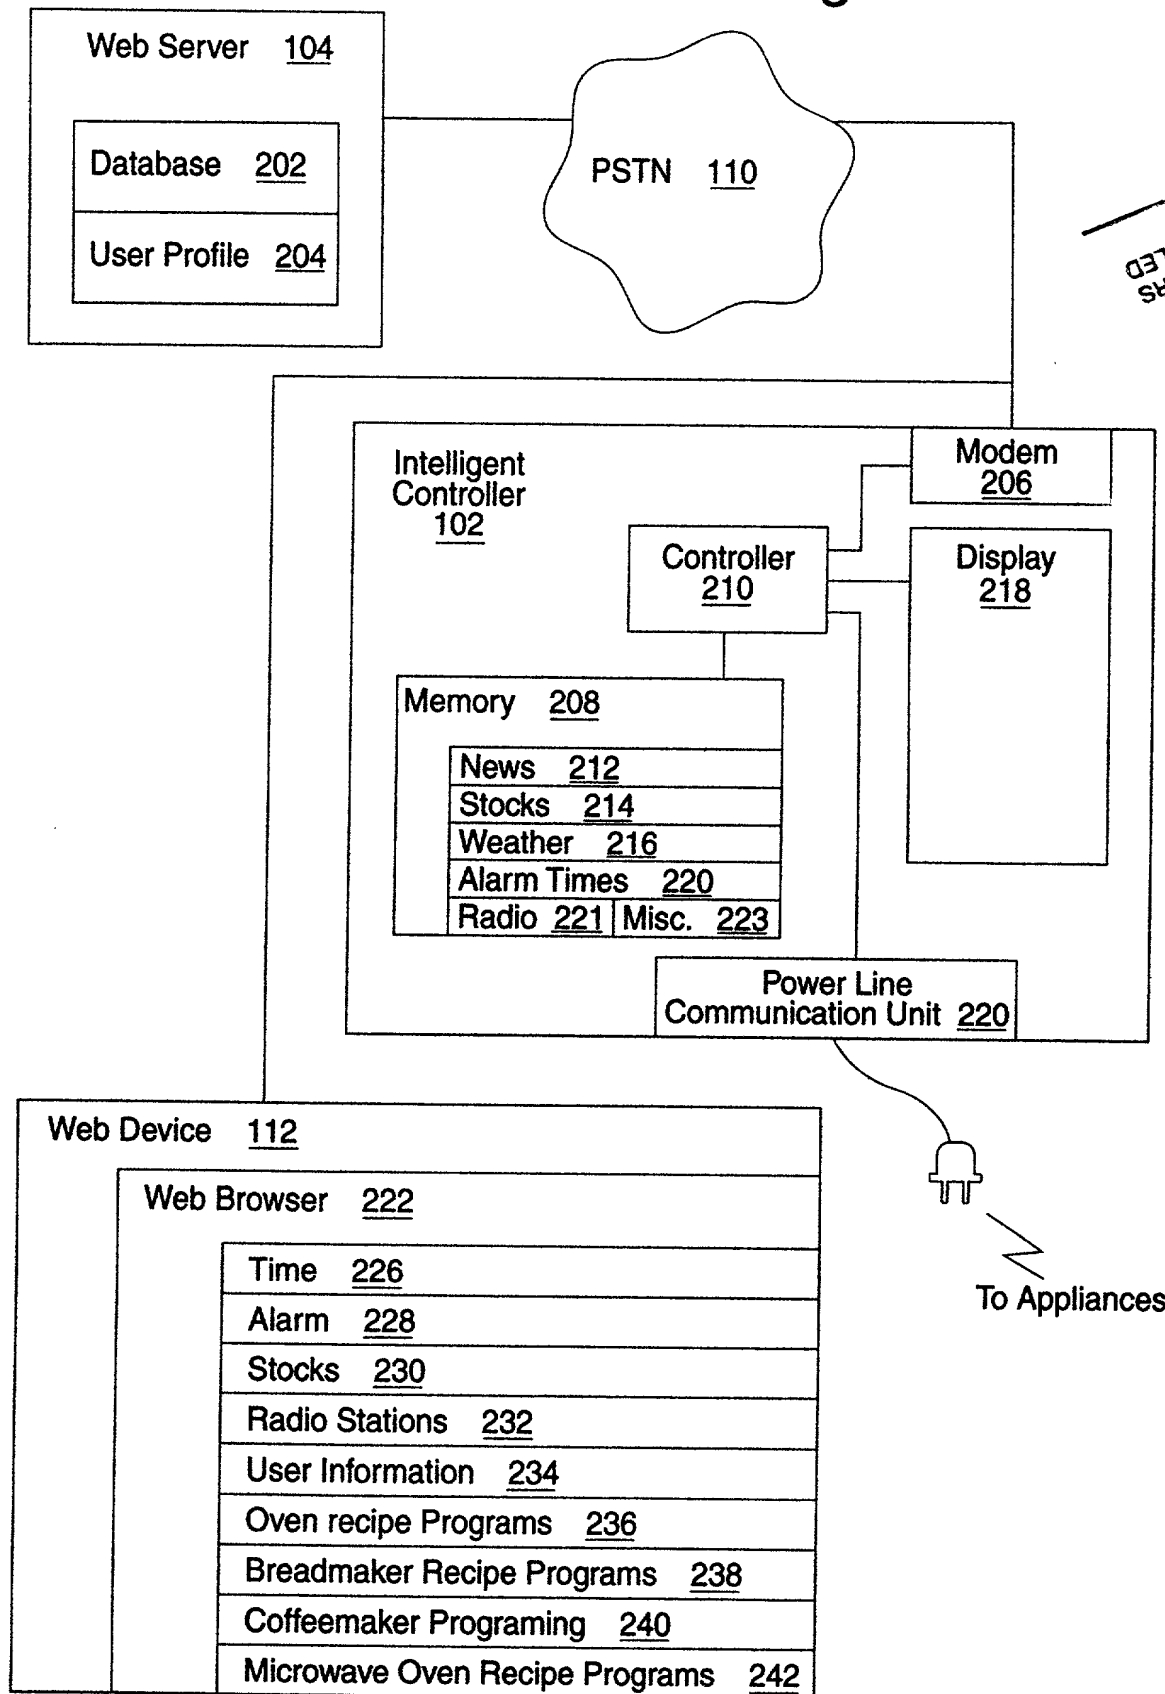 Web Server 104
Database 202
User Profile 204
PSTN 110
Intelligent
Controller
102
Modem
206
Controller
210
Display
218
Memory 208
News 212
Stocks 214
Weather 216
Alarm Times 220
Radio 221 Misc. 223
Power Line
Communication Unit 220
Web Device 112
Web Browser 222
Time 226
Alarm 228
Stocks 230
Radio Stations 232
User Information 234
Oven recipe Programs 236
Breadmaker Recipe Programs 238
Coffeemaker Programing 240
Microwave Oven Recipe Programs 242
To Appliances